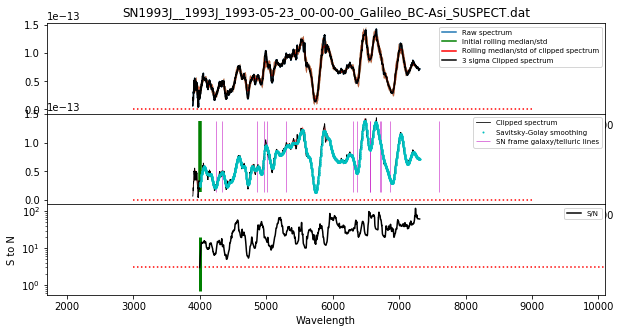 SN1993J__1993J_1993-05-23_00-00-00_Galileo_BC-Asi_SUSPECT.dat
1e-13
1.5
1.0
0.5
0.0
Raw spectrum
Initial rolling median/std
Rolling median/std of clipped spectrum
3 sigma Clipped spectrum
1e-13
1.5
1.0
0.5
0.0
Clipped spectrum
Savitsky-Golay smoothing
SN frame galaxy/telluric lines
S to N
10²
10¹
10⁰
S/N
2000 3000 4000 5000 6000 7000 8000 9000 10000
Wavelength